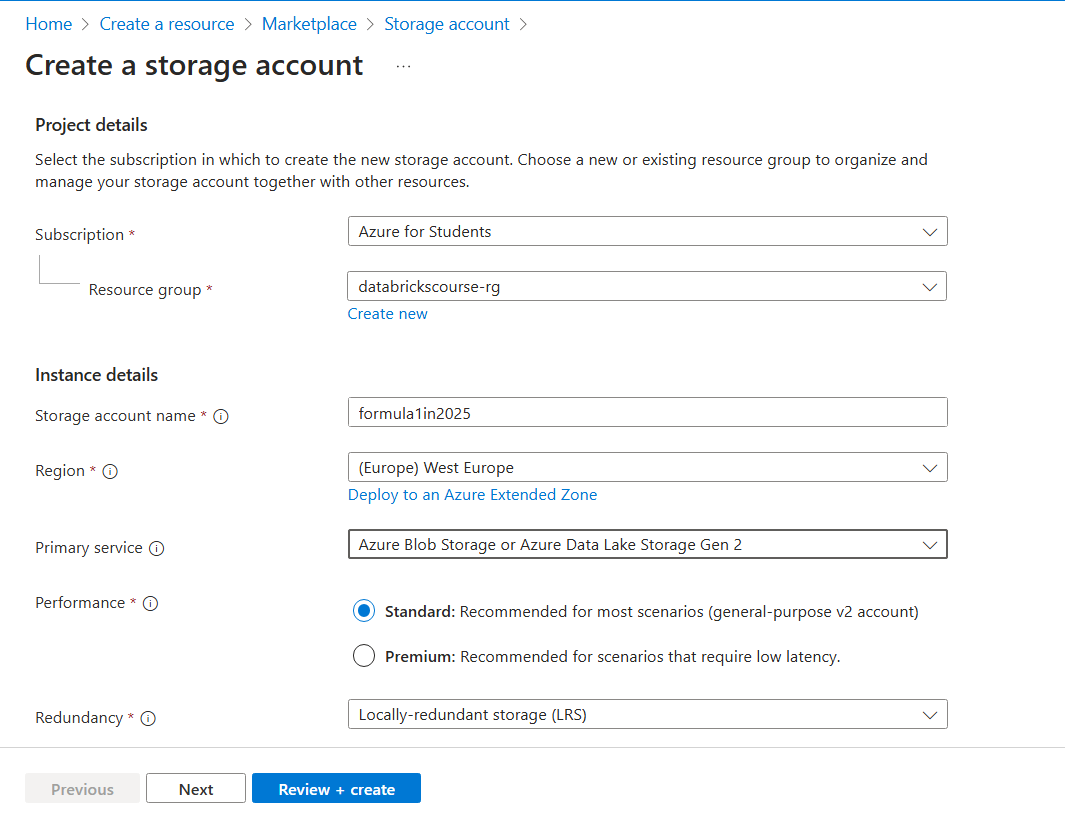 Home > Create a resource > Marketplace > Storage account >
Create a storage account ...
Project details
Select the subscription in which to create the new storage account. Choose a new or existing resource group to organize and
manage your storage account together with other resources.
Subscription *
Azure for Students
Resource group *
databrickscourse-rg
Create new
Instance details
Storage account name *
formula1in2025
Region *
(Europe) West Europe
Deploy to an Azure Extended Zone
Primary service
Azure Blob Storage or Azure Data Lake Storage Gen 2
Performance *
Standard: Recommended for most scenarios (general-purpose v2 account)
Premium: Recommended for scenarios that require low latency.
Redundancy *
Locally-redundant storage (LRS)
Previous
Next
Review + create